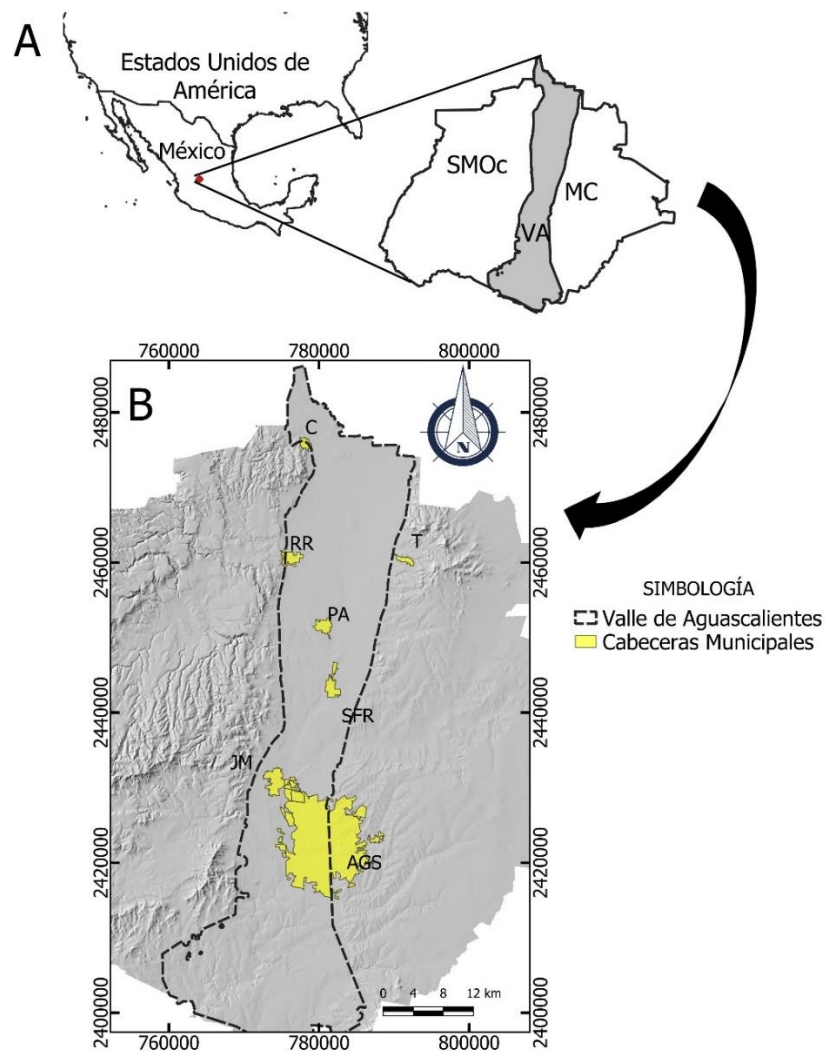 A
Estados Unidos de
América
México
SMOc
MC
VA
760000
780000
800000
B
N
2480000
2480000
C
RR
T
2460000
2460000
SIMBOLOGÍA
Valle de Aguascalientes
Cabeceras Municipales
PA
SFR
2440000
2440000
JM
AGS
2420000
2420000
0 4 8 12 km
2400000
2400000
760000
780000
800000